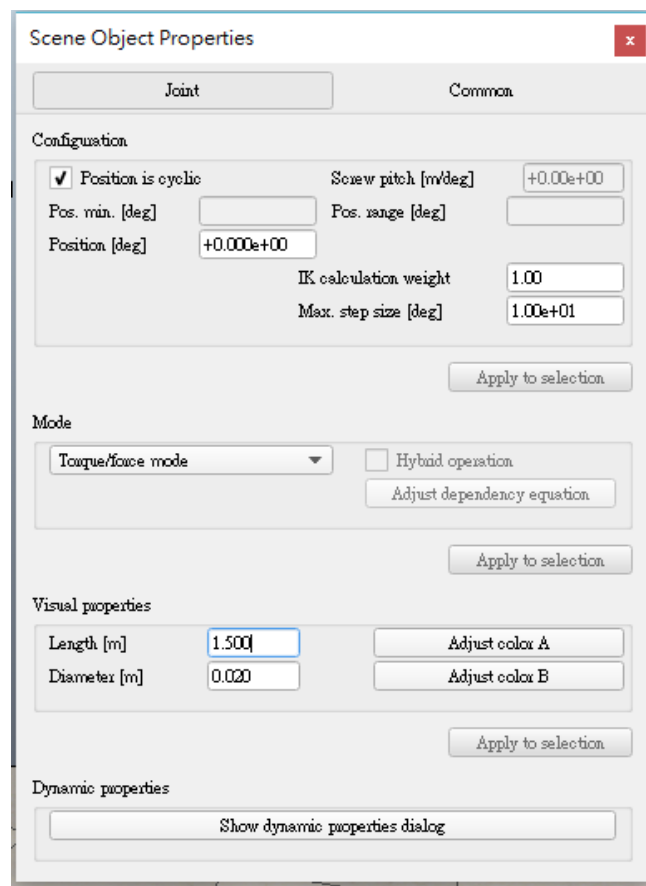 Scene Object Properties x
Joint Common
Configuration
Position is cyclic Screw pitch [m/deg] +0.00e+00
Pos. min. [deg] Pos. range [deg]
Position [deg] +0.000e+00
IK calculation weight 1.00
Max. step size [deg] 1.00e+01
Apply to selection
Mode
Torque/force mode Hybrid operation
Adjust dependency equation
Apply to selection
Visual properties
Length [m] 1.500 Adjust color A
Diameter [m] 0.020 Adjust color B
Apply to selection
Dynamic properties
Show dynamic properties dialog